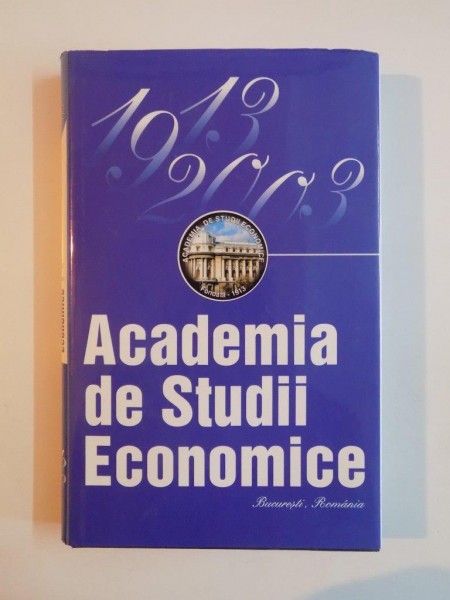 1913
2003
ACADEMIA DE STUDII ECONOMICE
Fondată - 1913
Academia
de Studii
Economice
București, România